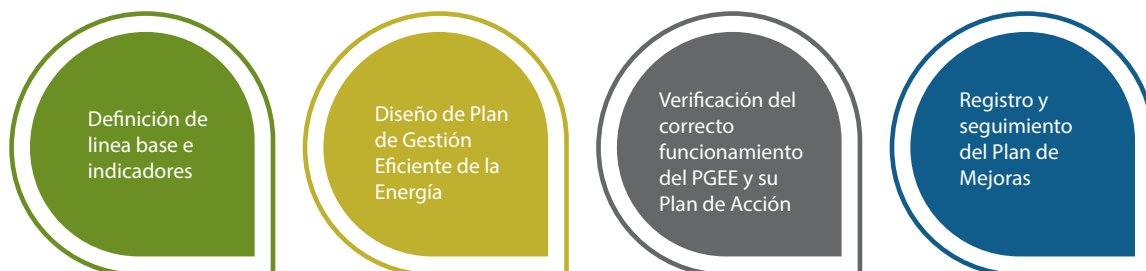 Definición de
linea base e
indicadores
Diseño de Plan
de Gestión
Eficiente de la
Energía
Verificación del
correcto
funcionamiento
del PGEE y su
Plan de Acción
Registro y
seguimiento
del Plan de
Mejoras